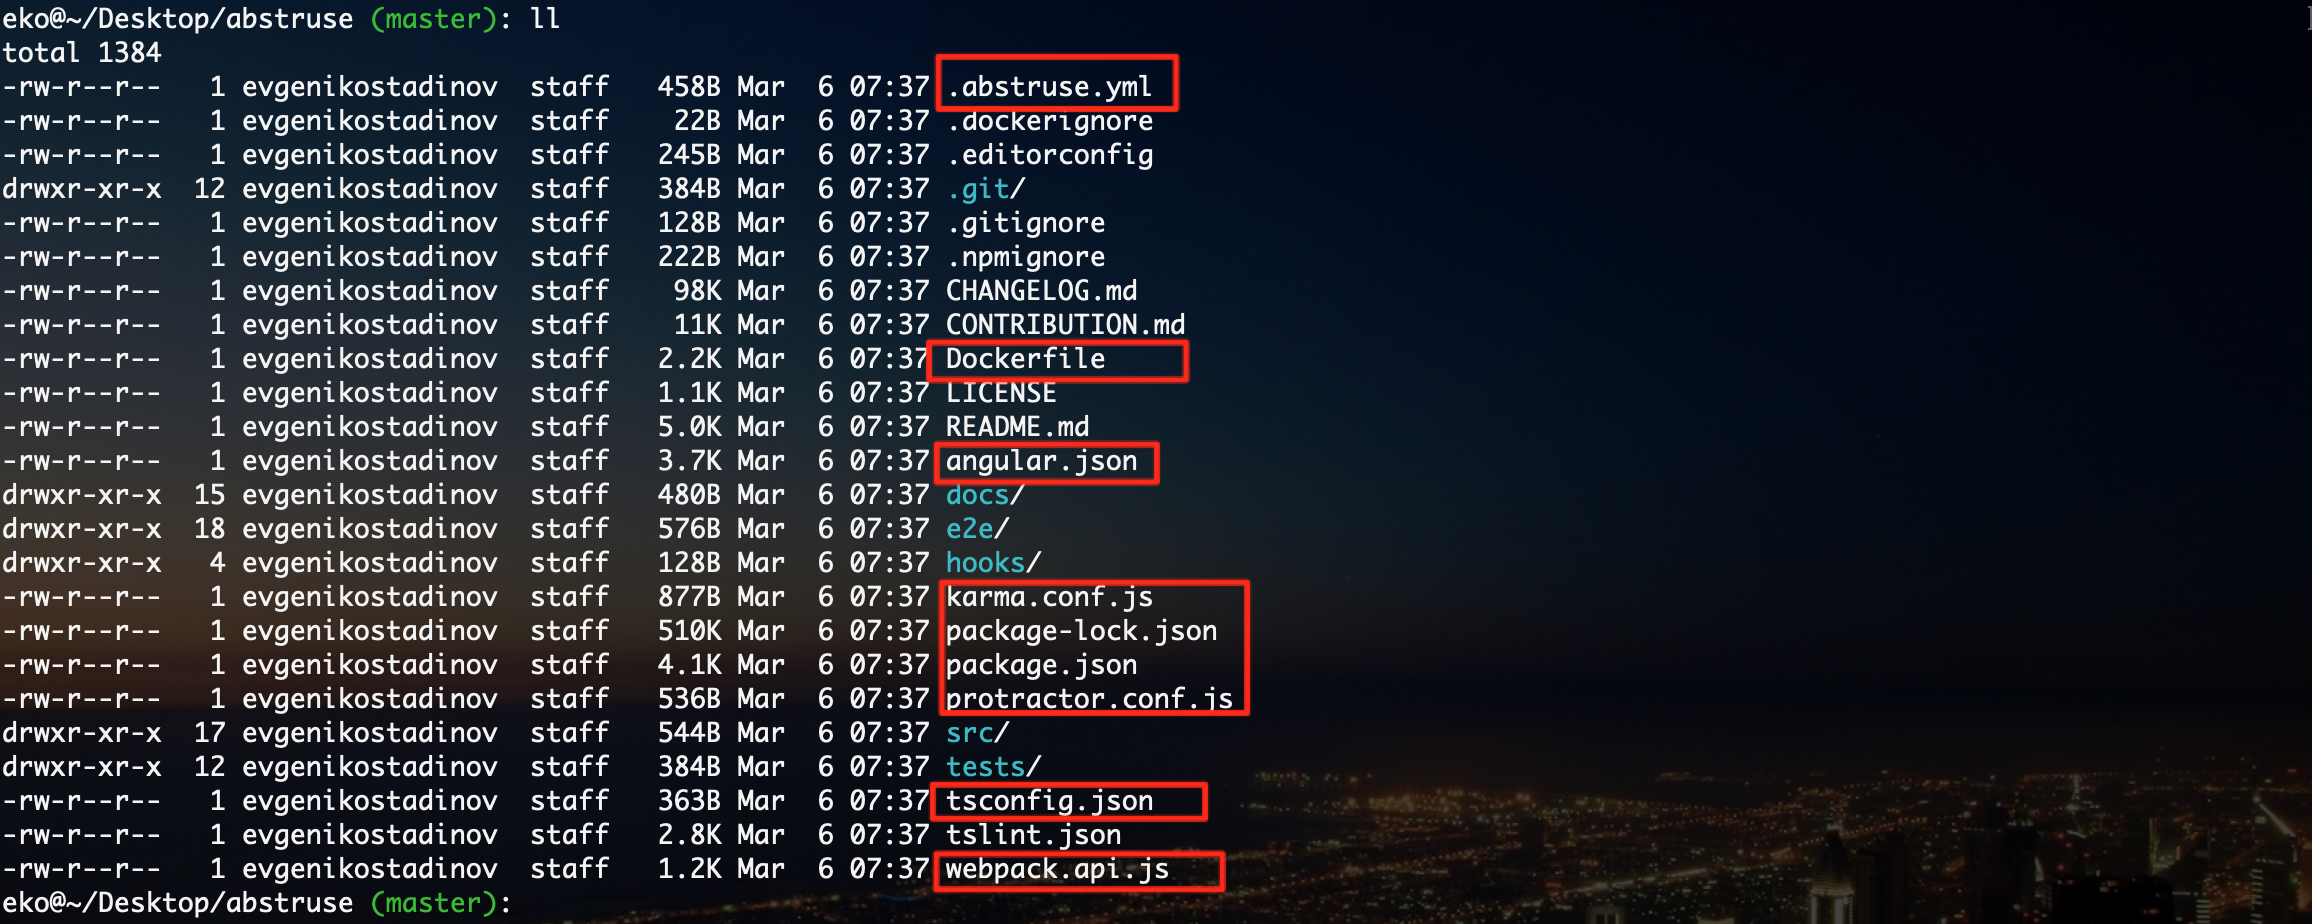 eko@~/Desktop/abstruse (master): ll
total 1384
-rw-r--r--   1 evgenikostadinov  staff   458B Mar  6 07:37 .abstruse.yml
-rw-r--r--   1 evgenikostadinov  staff    22B Mar  6 07:37 .dockerignore
-rw-r--r--   1 evgenikostadinov  staff   245B Mar  6 07:37 .editorconfig
drwxr-xr-x  12 evgenikostadinov  staff   384B Mar  6 07:37 .git/
-rw-r--r--   1 evgenikostadinov  staff   128B Mar  6 07:37 .gitignore
-rw-r--r--   1 evgenikostadinov  staff   222B Mar  6 07:37 .npmignore
-rw-r--r--   1 evgenikostadinov  staff    98K Mar  6 07:37 CHANGELOG.md
-rw-r--r--   1 evgenikostadinov  staff    11K Mar  6 07:37 CONTRIBUTION.md
-rw-r--r--   1 evgenikostadinov  staff   2.2K Mar  6 07:37 Dockerfile
-rw-r--r--   1 evgenikostadinov  staff   1.1K Mar  6 07:37 LICENSE
-rw-r--r--   1 evgenikostadinov  staff   5.0K Mar  6 07:37 README.md
-rw-r--r--   1 evgenikostadinov  staff   3.7K Mar  6 07:37 angular.json
drwxr-xr-x  15 evgenikostadinov  staff   480B Mar  6 07:37 docs/
drwxr-xr-x  18 evgenikostadinov  staff   576B Mar  6 07:37 e2e/
drwxr-xr-x   4 evgenikostadinov  staff   128B Mar  6 07:37 hooks/
-rw-r--r--   1 evgenikostadinov  staff   877B Mar  6 07:37 karma.conf.js
-rw-r--r--   1 evgenikostadinov  staff   510K Mar  6 07:37 package-lock.json
-rw-r--r--   1 evgenikostadinov  staff   4.1K Mar  6 07:37 package.json
-rw-r--r--   1 evgenikostadinov  staff   536B Mar  6 07:37 protractor.conf.js
drwxr-xr-x  17 evgenikostadinov  staff   544B Mar  6 07:37 src/
drwxr-xr-x  12 evgenikostadinov  staff   384B Mar  6 07:37 tests/
-rw-r--r--   1 evgenikostadinov  staff   363B Mar  6 07:37 tsconfig.json
-rw-r--r--   1 evgenikostadinov  staff   2.8K Mar  6 07:37 tslint.json
-rw-r--r--   1 evgenikostadinov  staff   1.2K Mar  6 07:37 webpack.api.js
eko@~/Desktop/abstruse (master):